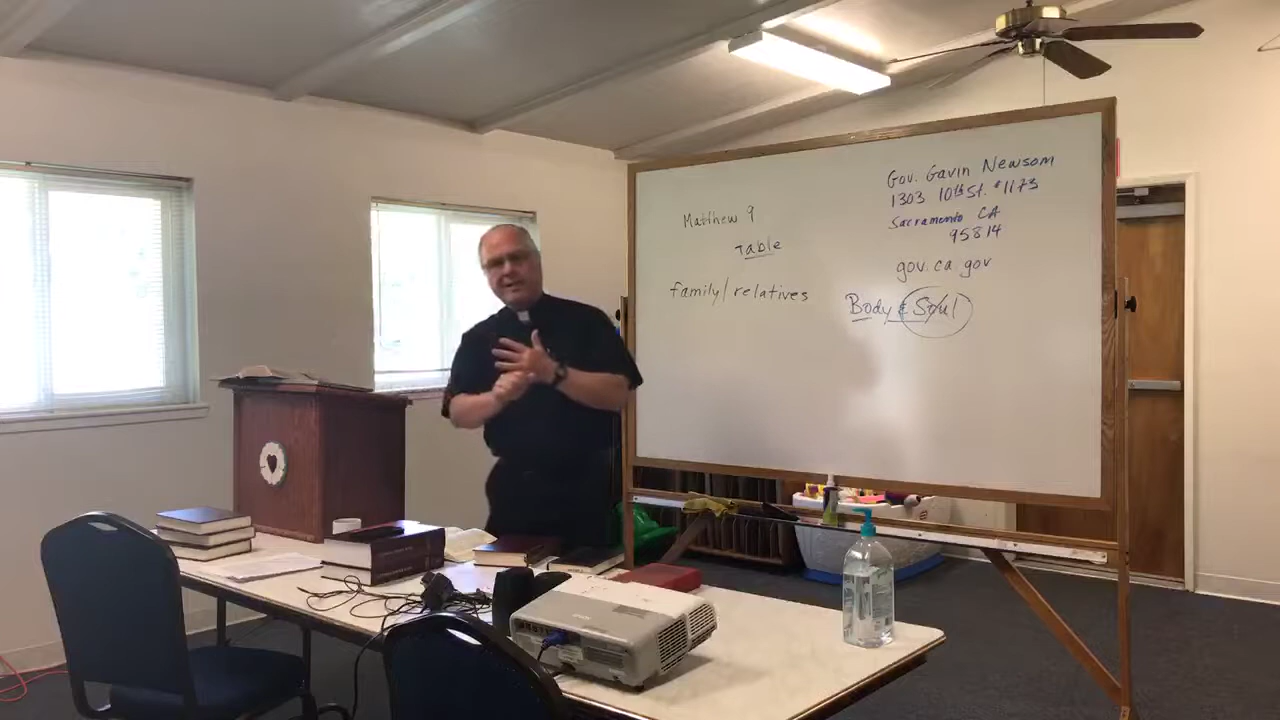 Matthew 9
Table
family/relatives
Gov. Gavin Newsom
1303 10th St. #1173
Sacramento CA
95814
gov.ca.gov
Body & Soul